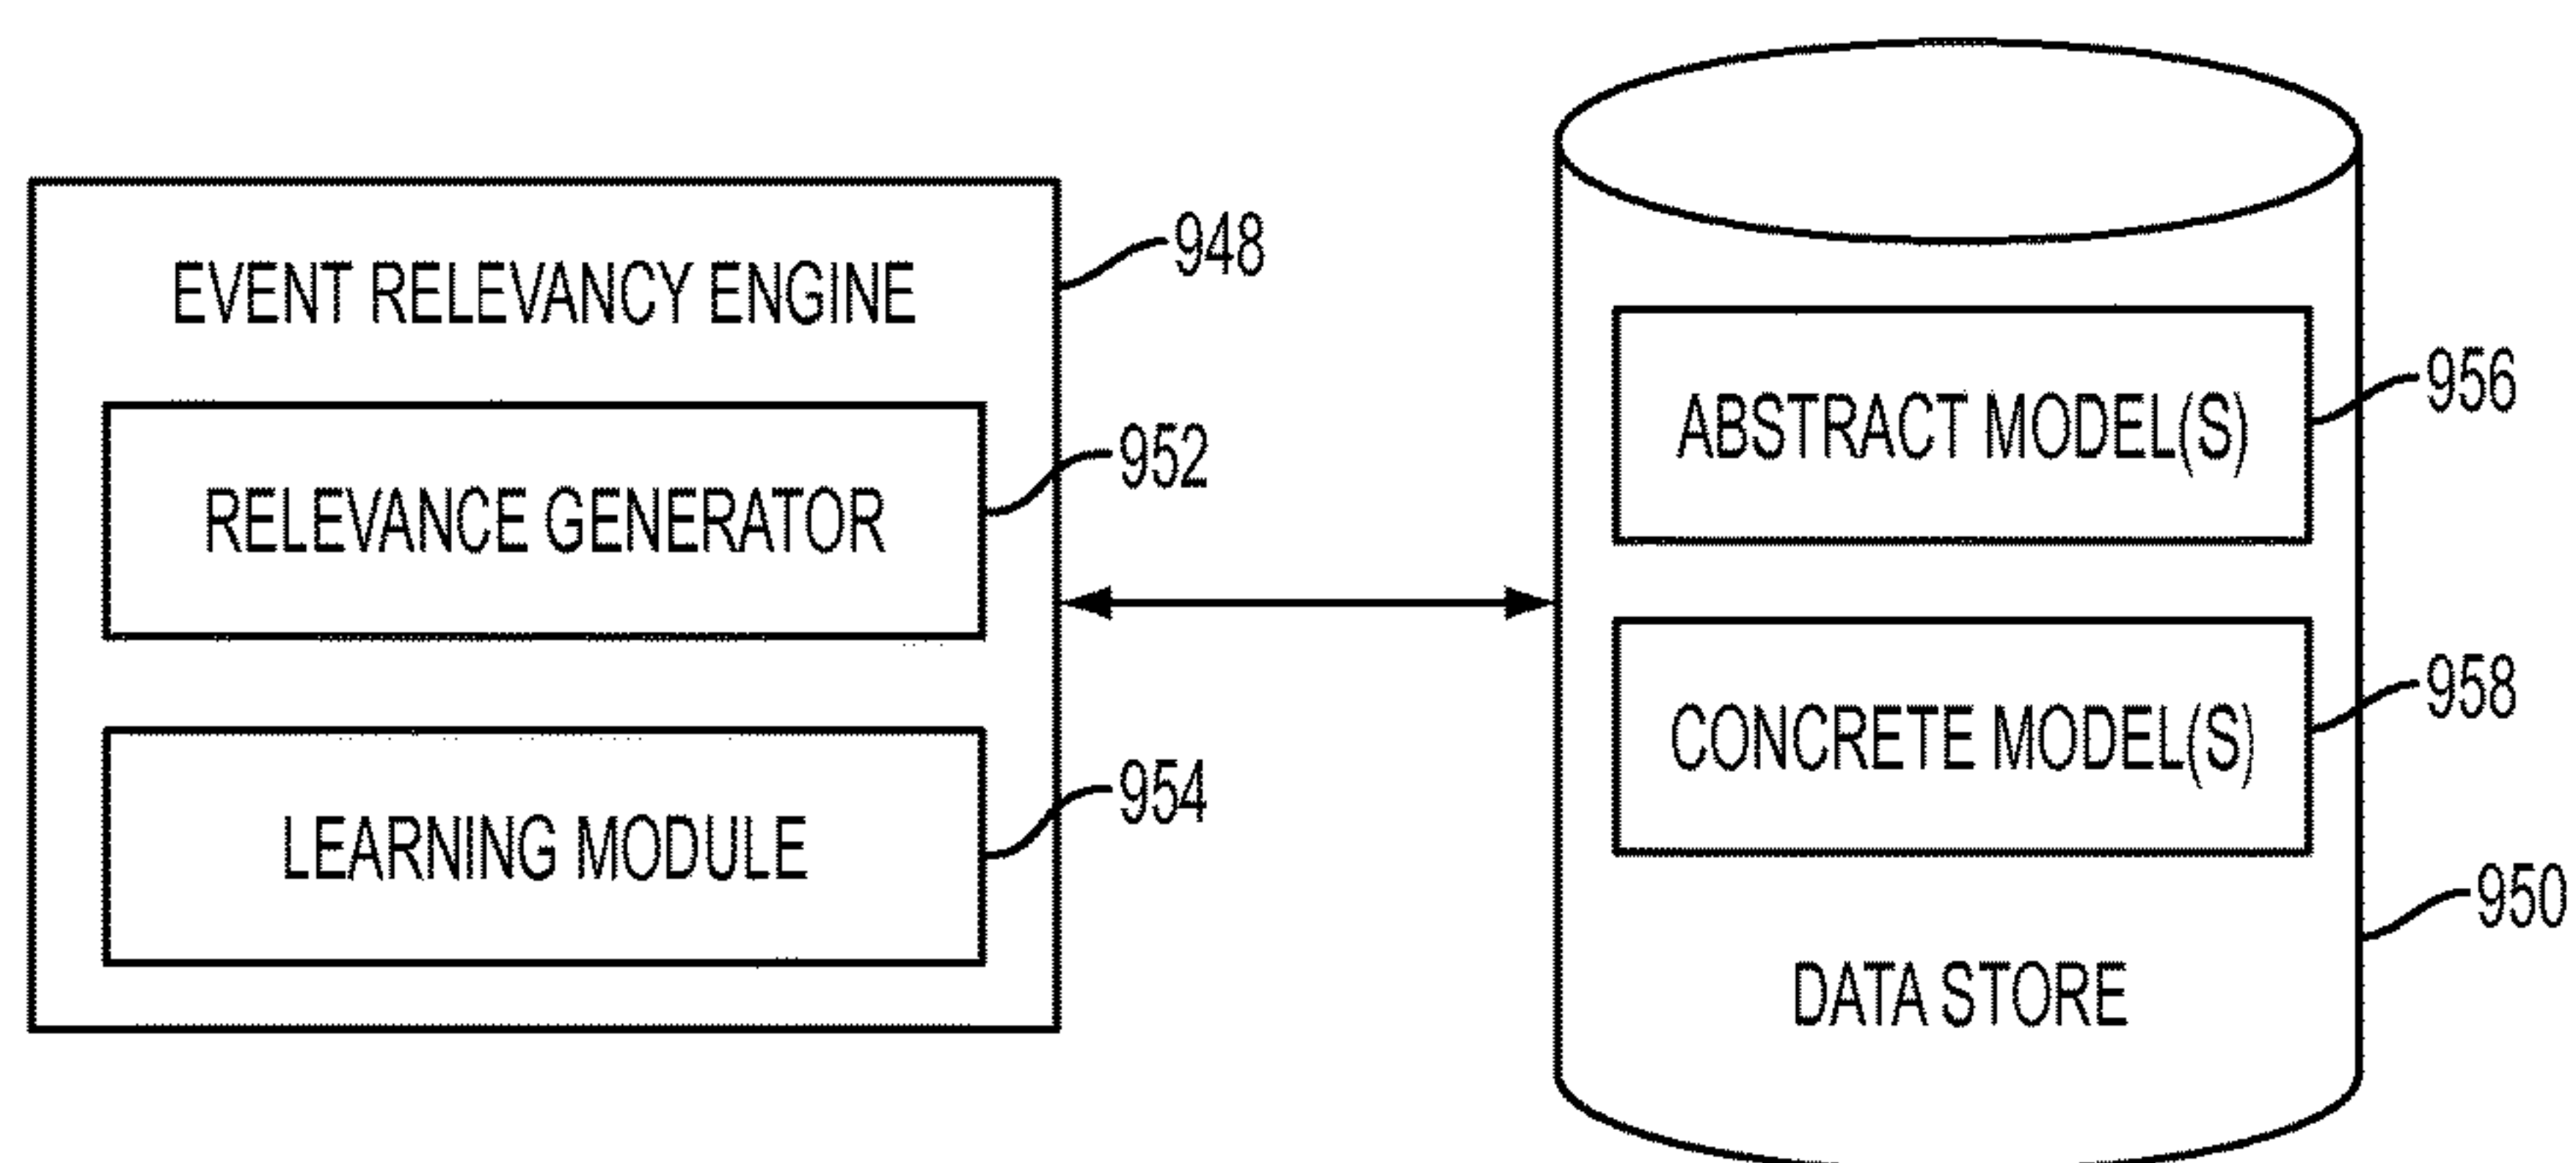 EVENT RELEVANCY ENGINE
948
RELEVANCE GENERATOR
952
LEARNING MODULE
954
ABSTRACT MODEL(S)
956
CONCRETE MODEL(S)
958
DATA STORE
950